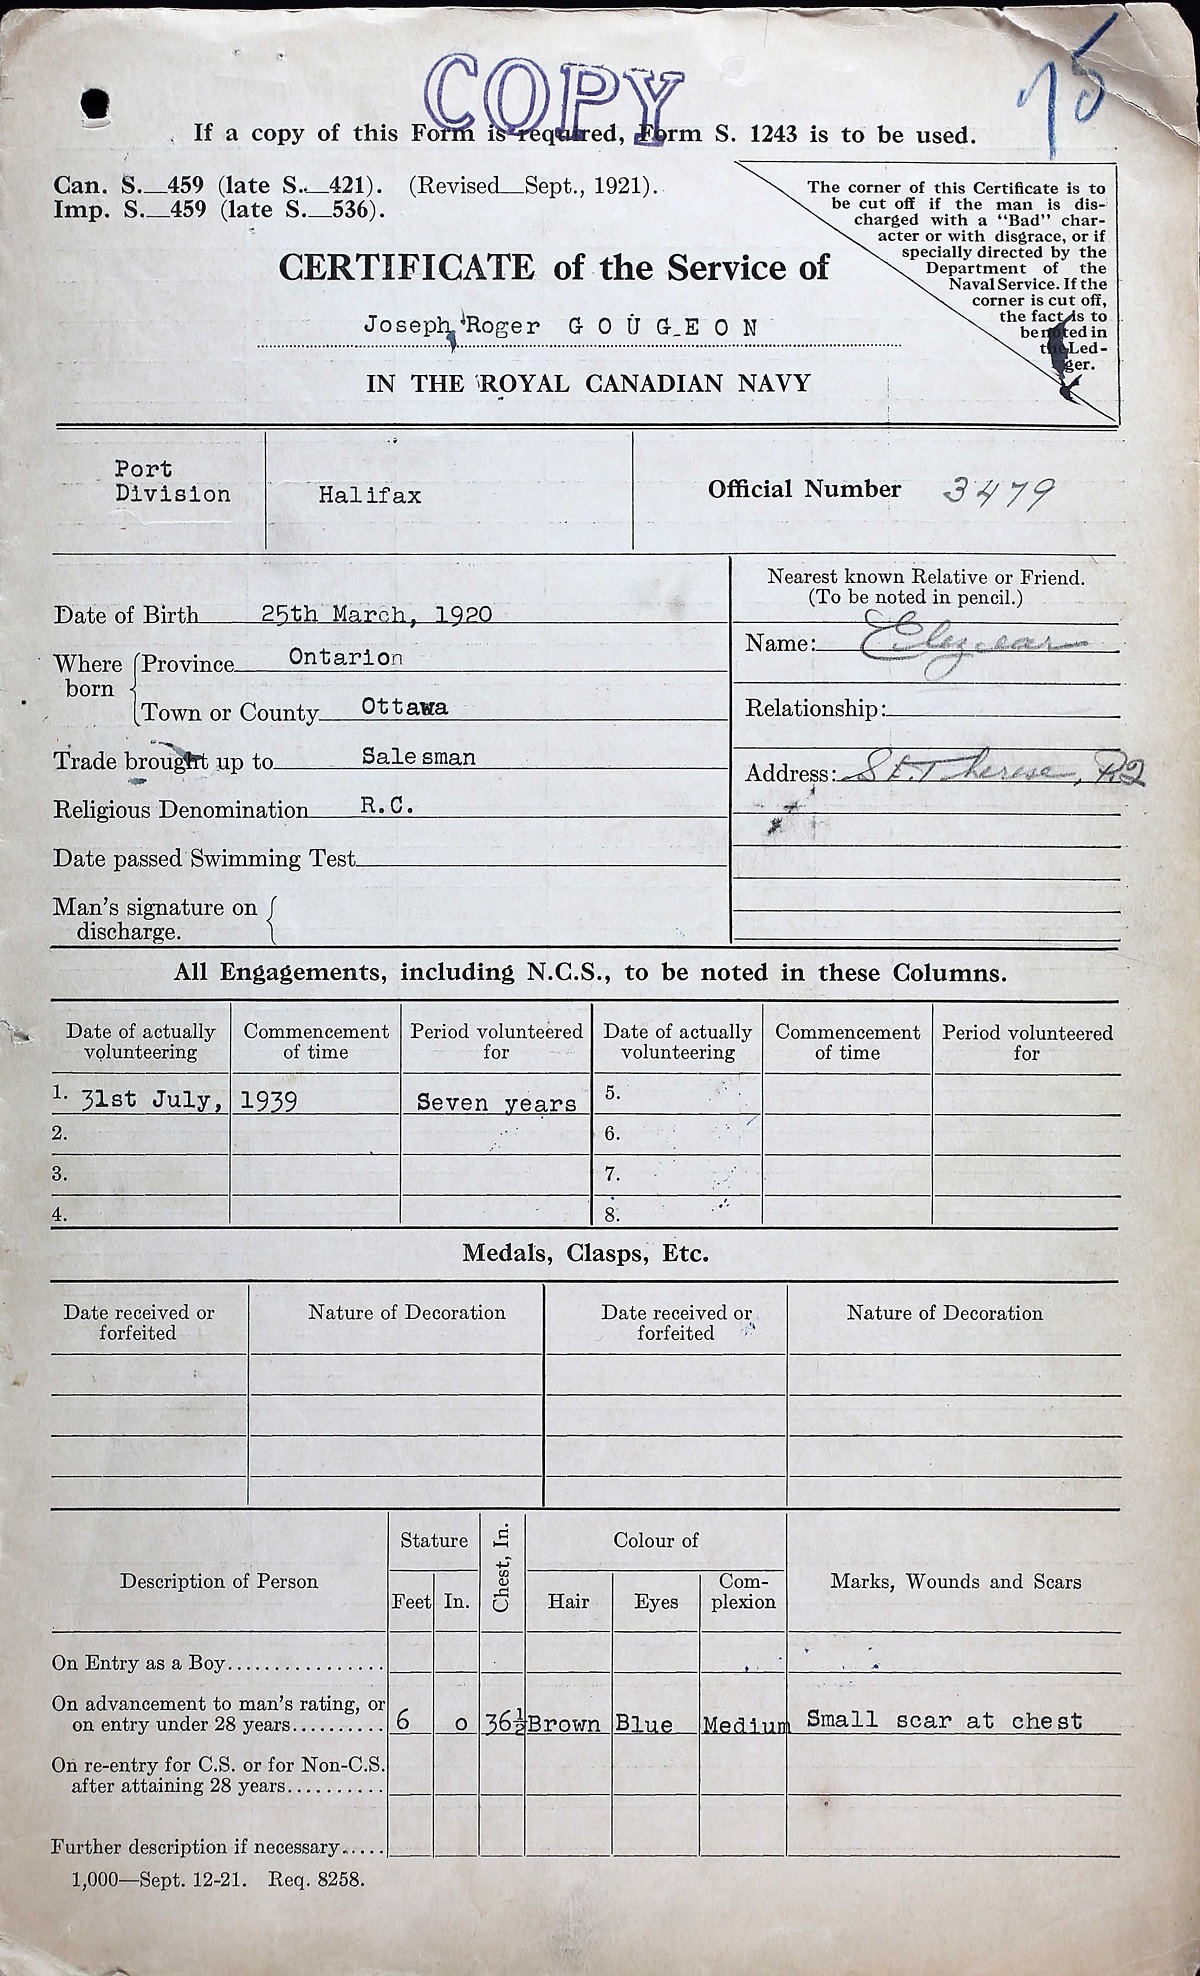 COPY
75
If a copy of this Form is required, Form S. 1243 is to be used.
Can. S.—459 (late S.—421). (Revised—Sept., 1921).
Imp. S.—459 (late S.—536).
The corner of this Certificate is to
be cut off if the man is dis-
charged with a "Bad" char-
acter or with disgrace, or if
specially directed by the
Department of the
Naval Service. If the
corner is cut off,
the fact is to
be noted in
the Led-
ger.
CERTIFICATE of the Service of
Joseph Roger GOUGEON
IN THE ROYAL CANADIAN NAVY
Port
Division
Halifax
Official Number 3479
Date of Birth 25th March, 1920
Where born
Province Ontarion
Town or County Ottawa
Trade brought up to Salesman
Religious Denomination R.C.
Date passed Swimming Test
Man's signature on
discharge.
Nearest known Relative or Friend.
(To be noted in pencil.)
Name: Elzear
Relationship:
Address: St. Therese, P2
All Engagements, including N.C.S., to be noted in these Columns.
Date of actually volunteering Commencement of time Period volunteered for Date of actually volunteering Commencement of time Period volunteered for
1. 31st July, 1939 Seven years 5.
2. 6.
3. 7.
4. 8.
Medals, Clasps, Etc.
Date received or forfeited Nature of Decoration Date received or forfeited Nature of Decoration
Description of Person
Stature
Feet In.
Chest, In.
Colour of
Hair Eyes Com-plexion
Marks, Wounds and Scars
On Entry as a Boy................
On advancement to man's rating, or
on entry under 28 years.......... 6 0 36½ Brown Blue Medium Small scar at chest
On re-entry for C.S. or for Non-C.S.
after attaining 28 years..........
Further description if necessary.....
1,000—Sept. 12-21. Req. 8258.